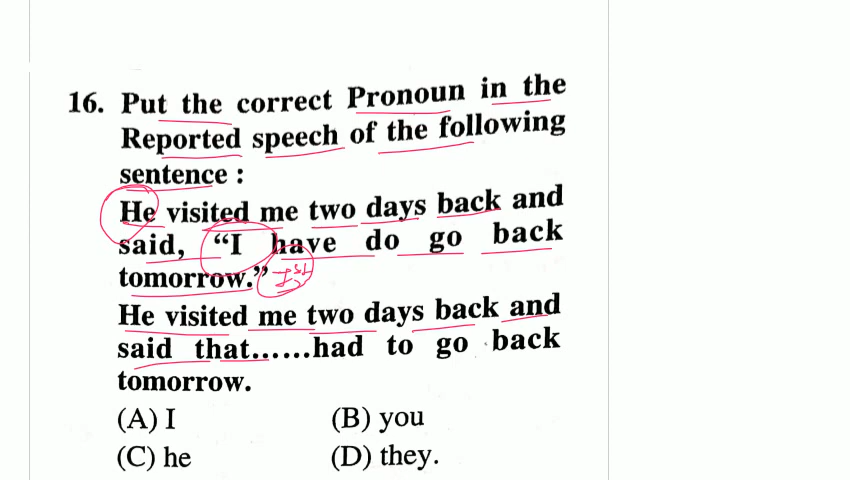 16. Put the correct Pronoun in the
Reported speech of the following
sentence :
He visited me two days back and
said, “I have do go back
tomorrow.”
He visited me two days back and
said that......had to go back
tomorrow.
(A) I (B) you
(C) he (D) they.